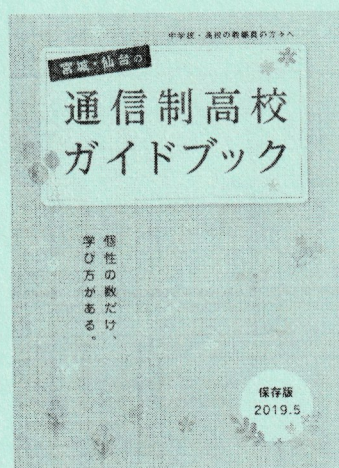 中学校・高校の教職員の方々へ
宮城・仙台の
通信制高校
ガイドブック
個性の数だけ、
学び方がある。
保存版
2019.5